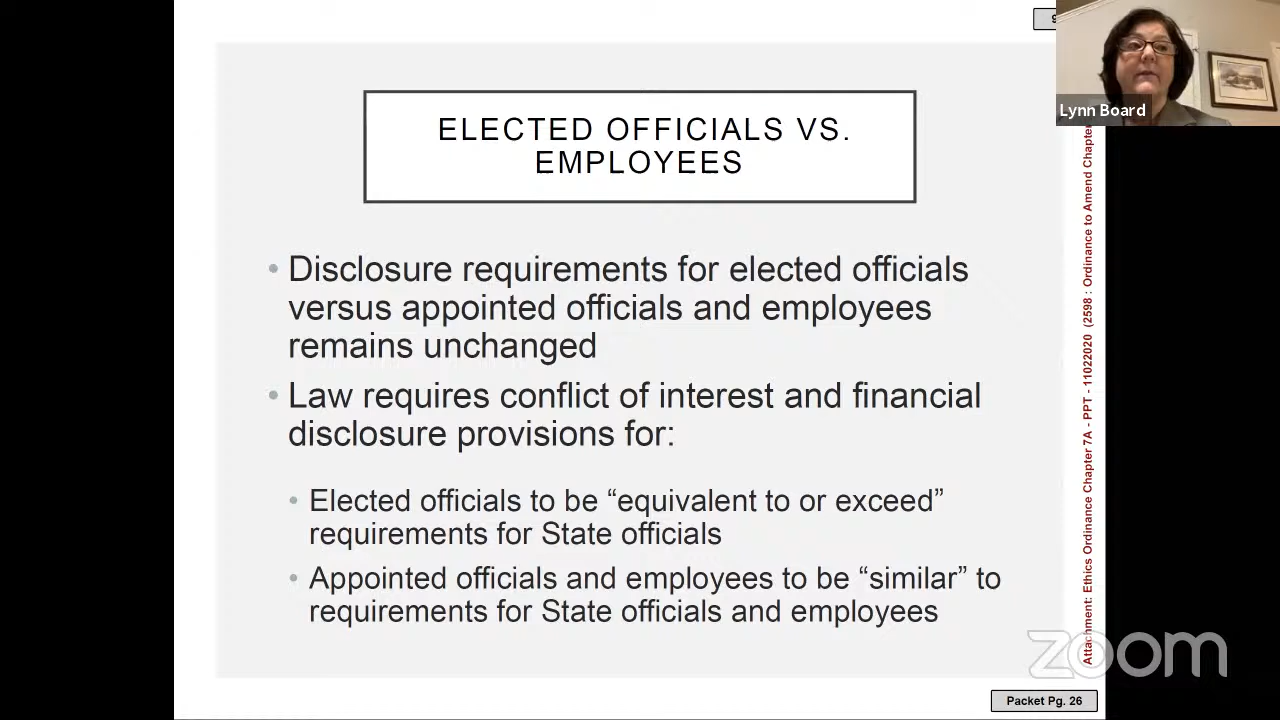 9
Lynn Board
ELECTED OFFICIALS VS.
EMPLOYEES
• Disclosure requirements for elected officials
versus appointed officials and employees
remains unchanged
• Law requires conflict of interest and financial
disclosure provisions for:
• Elected officials to be “equivalent to or exceed”
requirements for State officials
• Appointed officials and employees to be “similar” to
requirements for State officials and employees
Attachment: Ethics Ordinance Chapter 7A - PPT - 11022020 (2598 : Ordinance to Amend Chapter
zoom
Packet Pg. 26